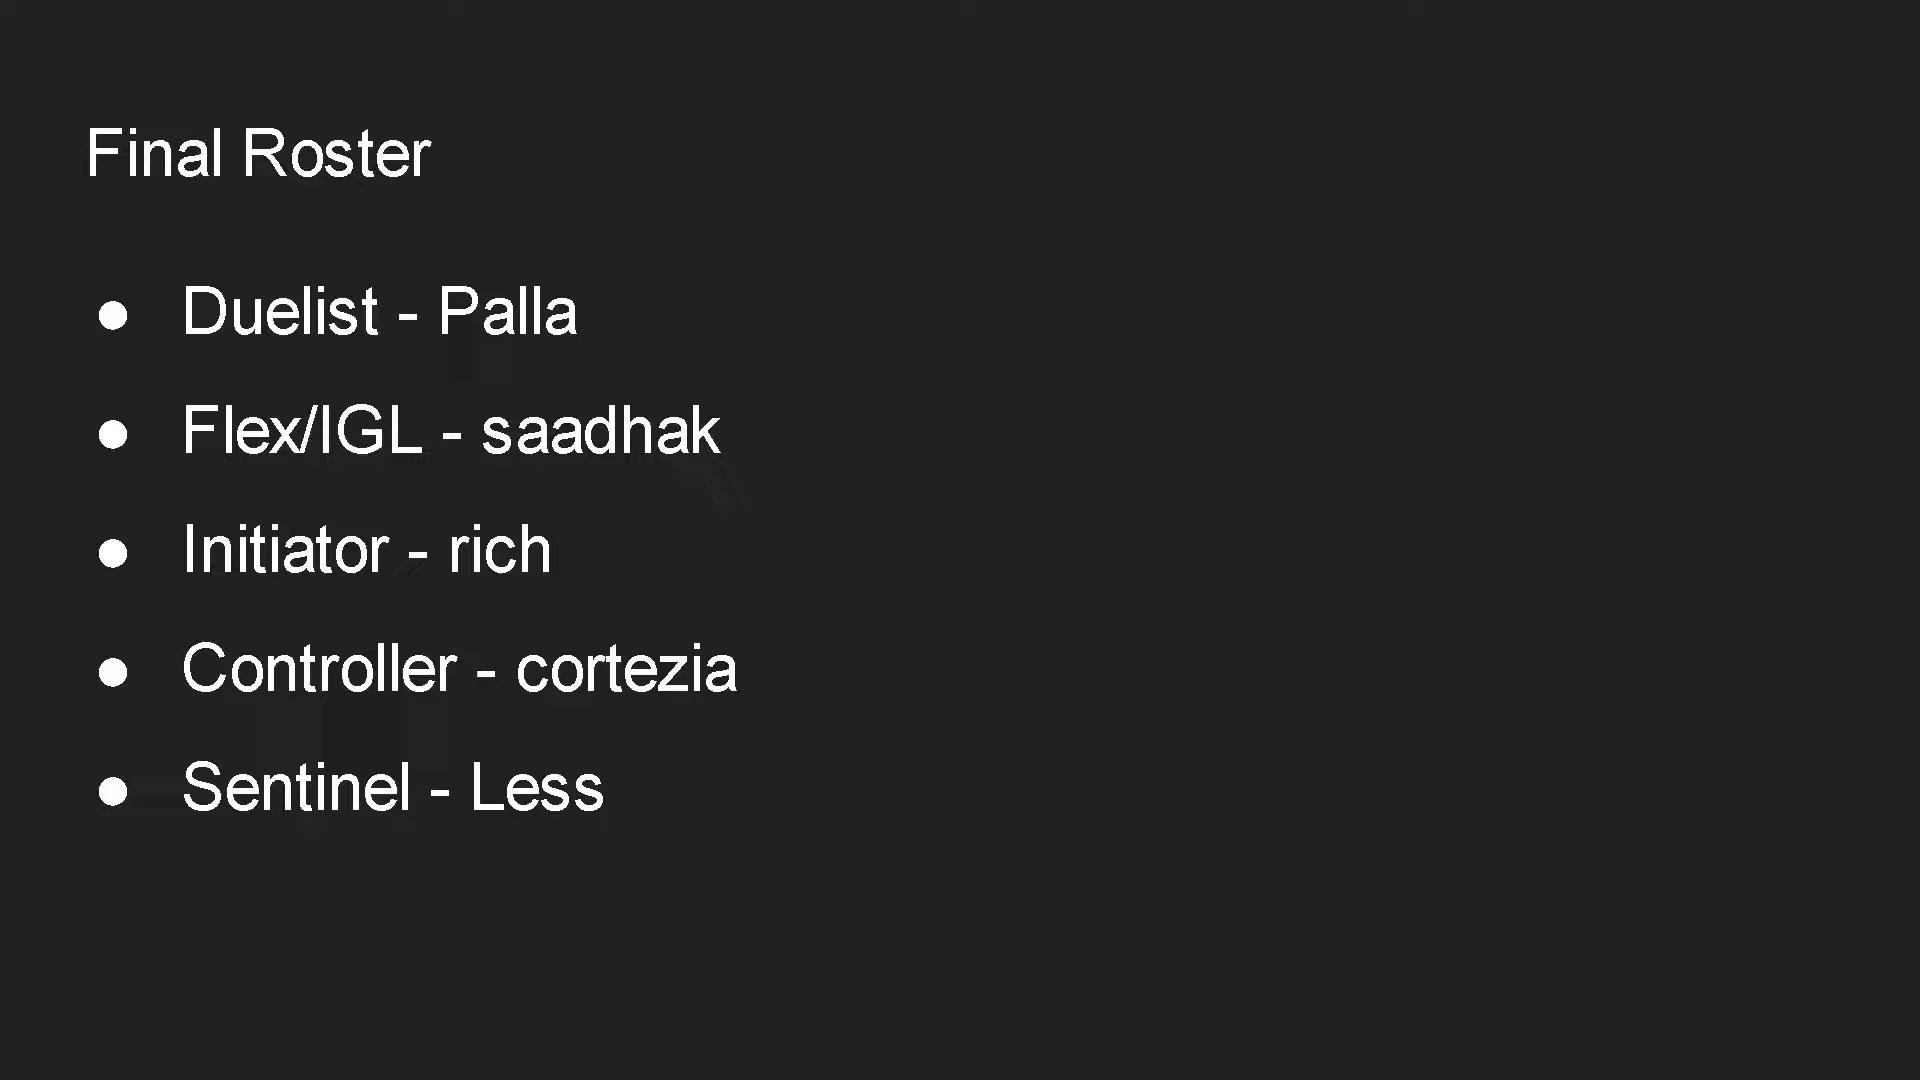 Final Roster
● Duelist - Palla
● Flex/IGL - saadhak
● Initiator - rich
● Controller - cortezia
● Sentinel - Less